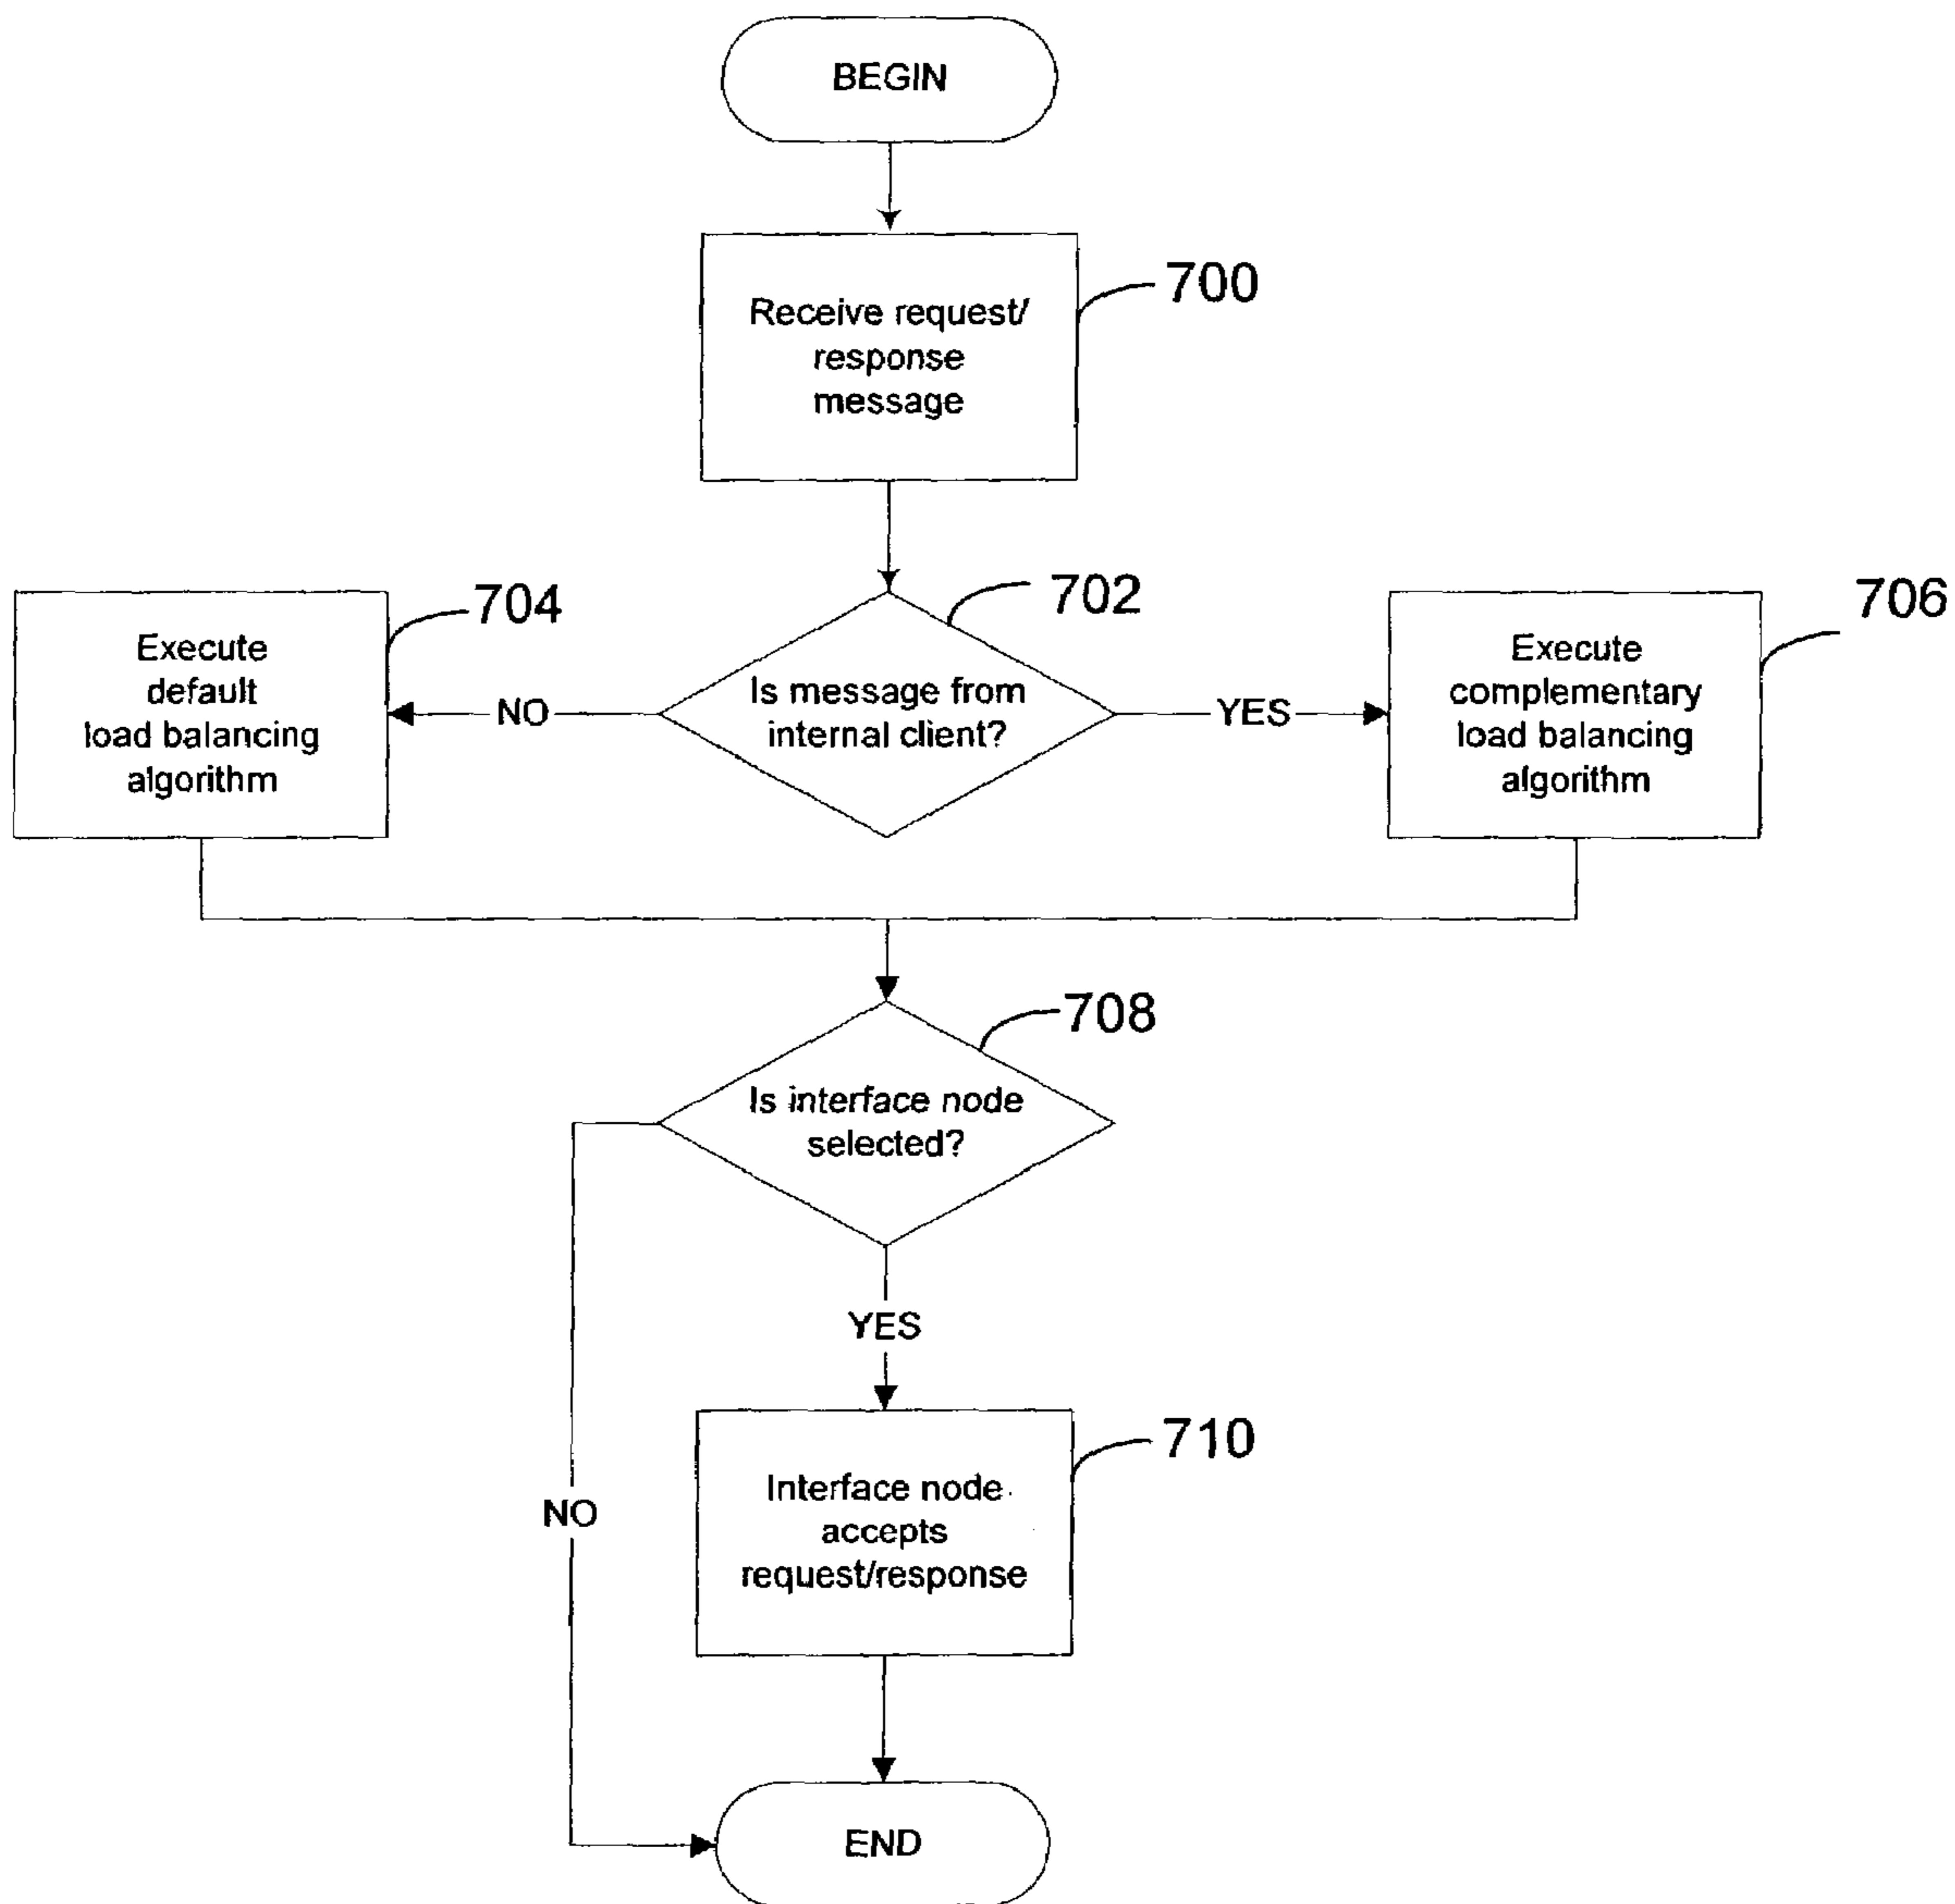 BEGIN
Receive request/
response
message
700
Is message from
internal client?
702
NO
YES
Execute
default
load balancing
algorithm
704
Execute
complementary
load balancing
algorithm
706
Is interface node
selected?
708
YES
NO
Interface node
accepts
request/response
710
END